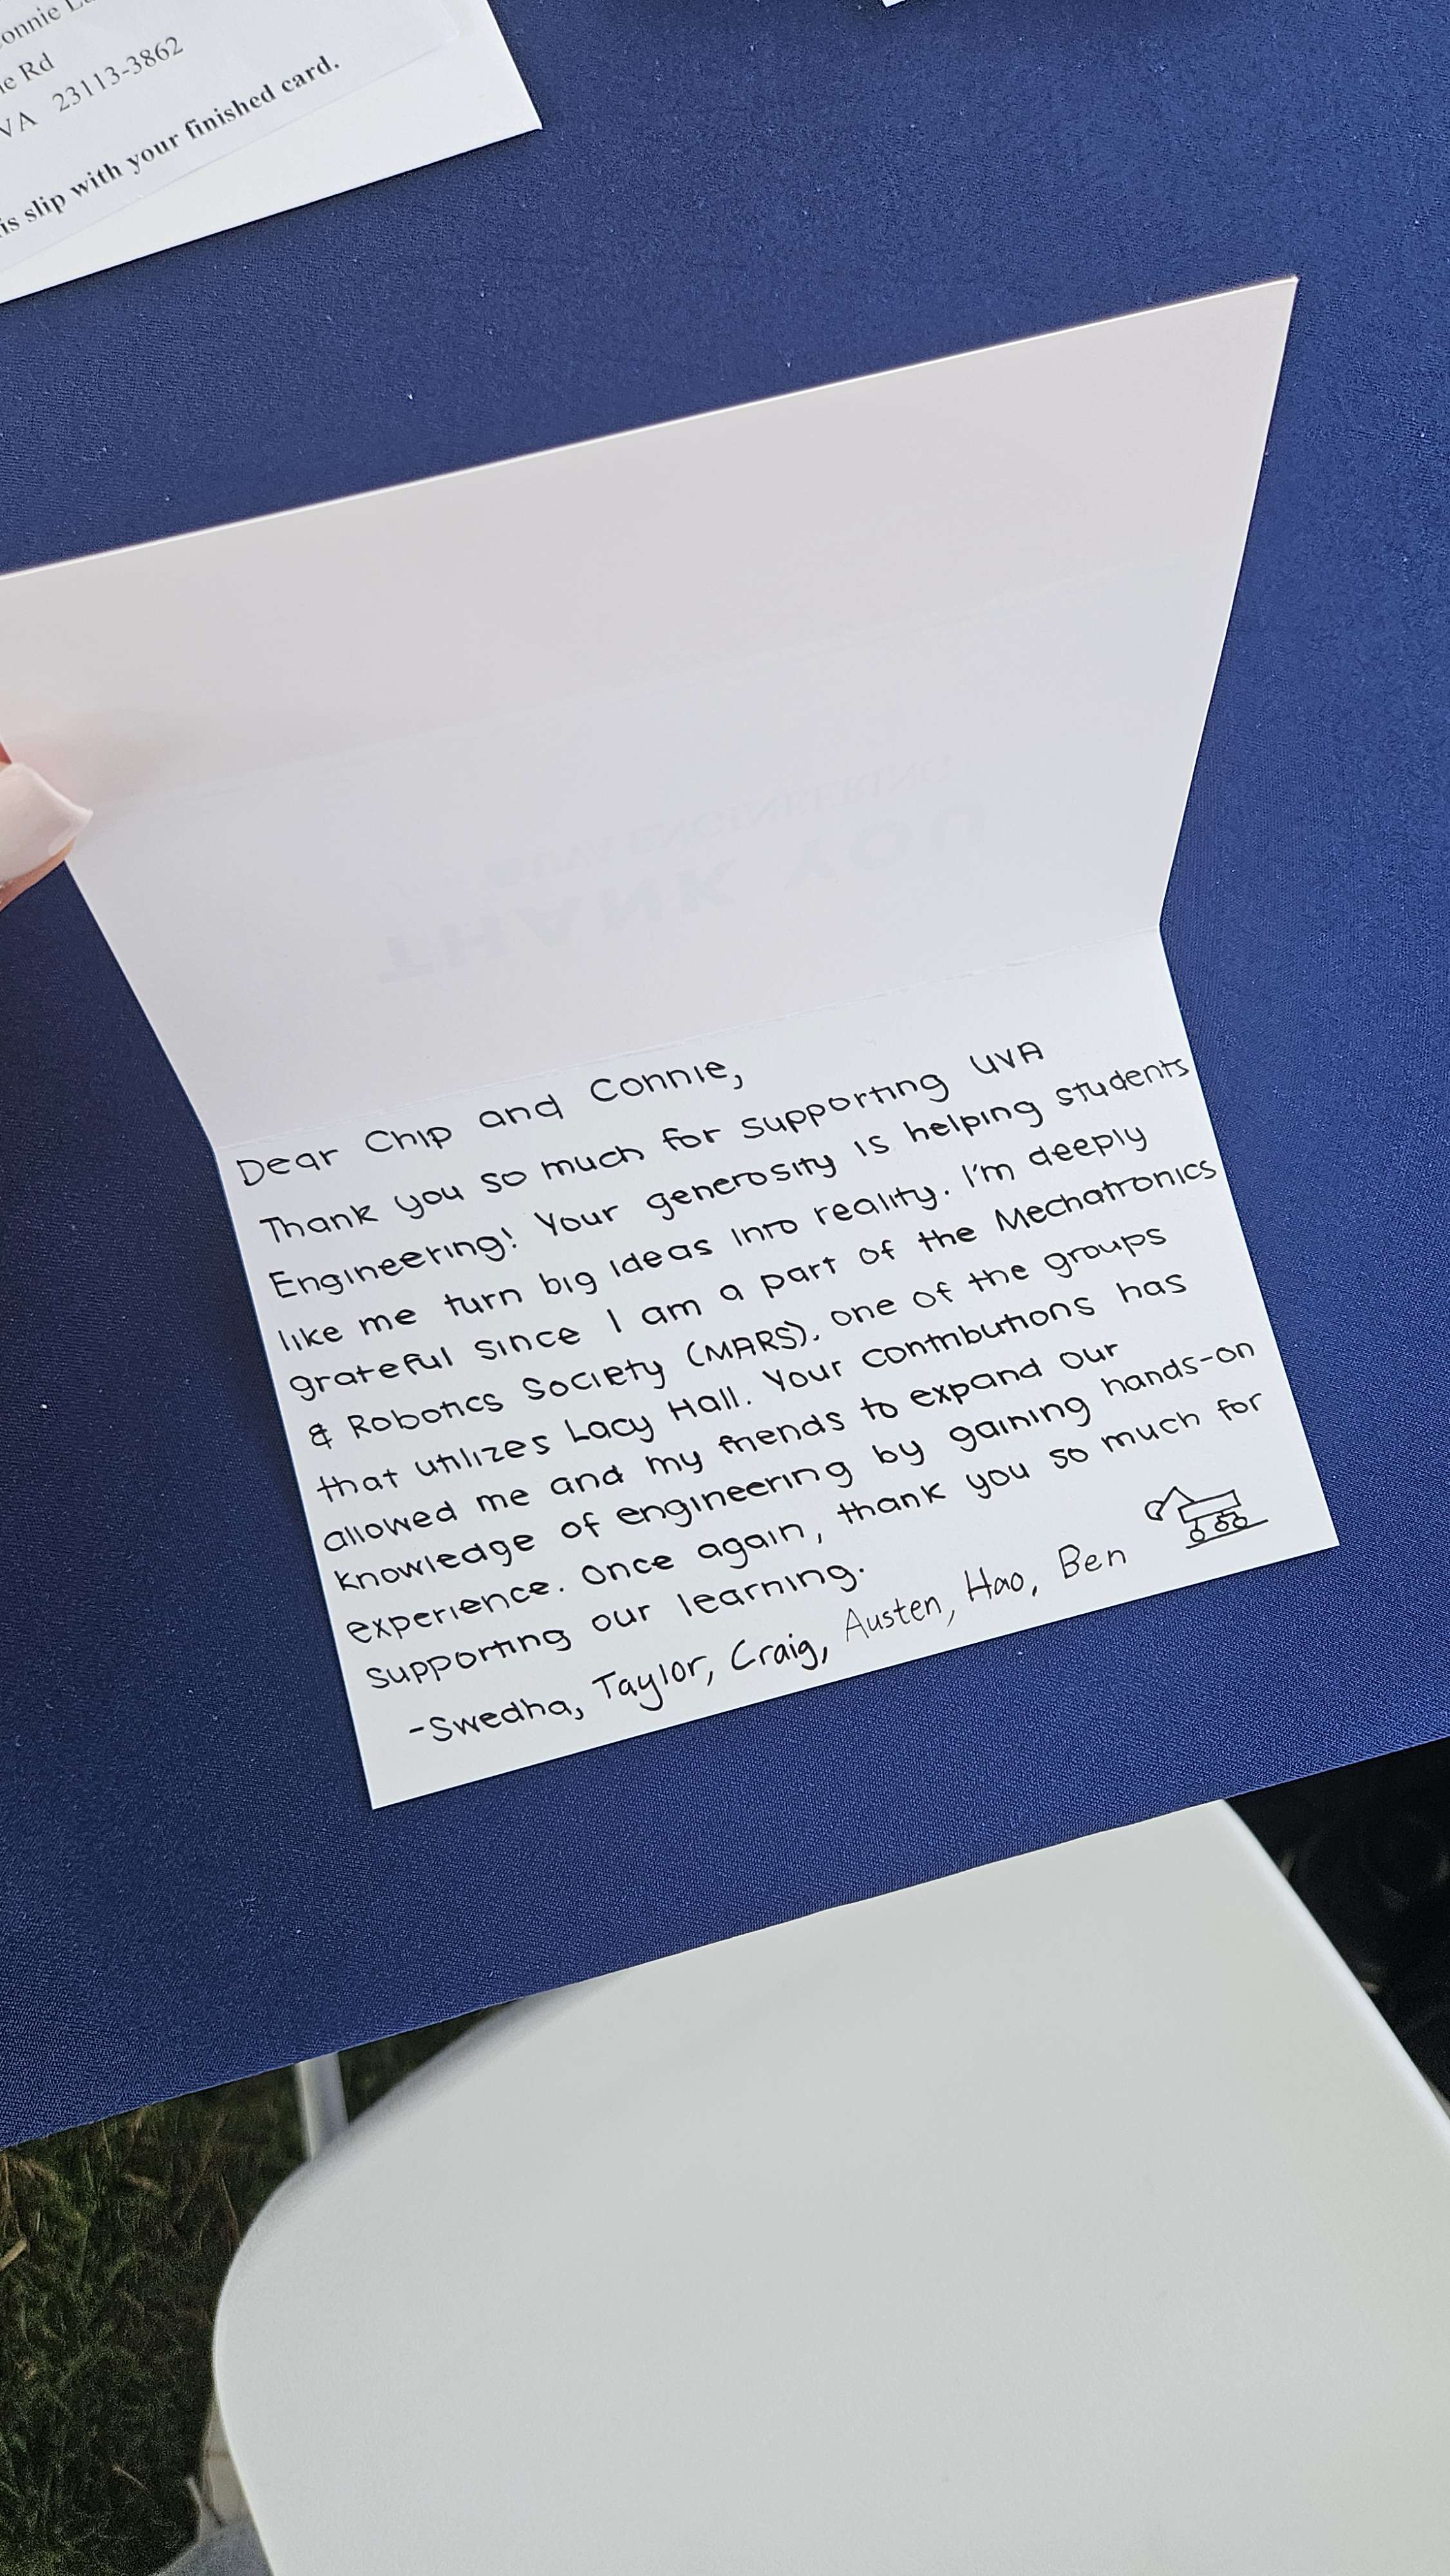 onnie
ie Rd
VA 23113-3862
is slip with your finished card.
THANK YOU
ENGINEERING
Dear Chip and Connie,
Thank you so much for supporting UVA
Engineering! Your generosity is helping students
like me turn big ideas into reality. I'm deeply
grateful since I am a part of the Mechatronics
& Robotics Society (MARS), one of the groups
that utilizes Lacy Hall. Your contributions has
allowed me and my friends to expand our
knowledge of engineering by gaining hands-on
experience. Once again, thank you so much for
supporting our learning.
-Swedha, Taylor, Craig, Austen, Hao, Ben